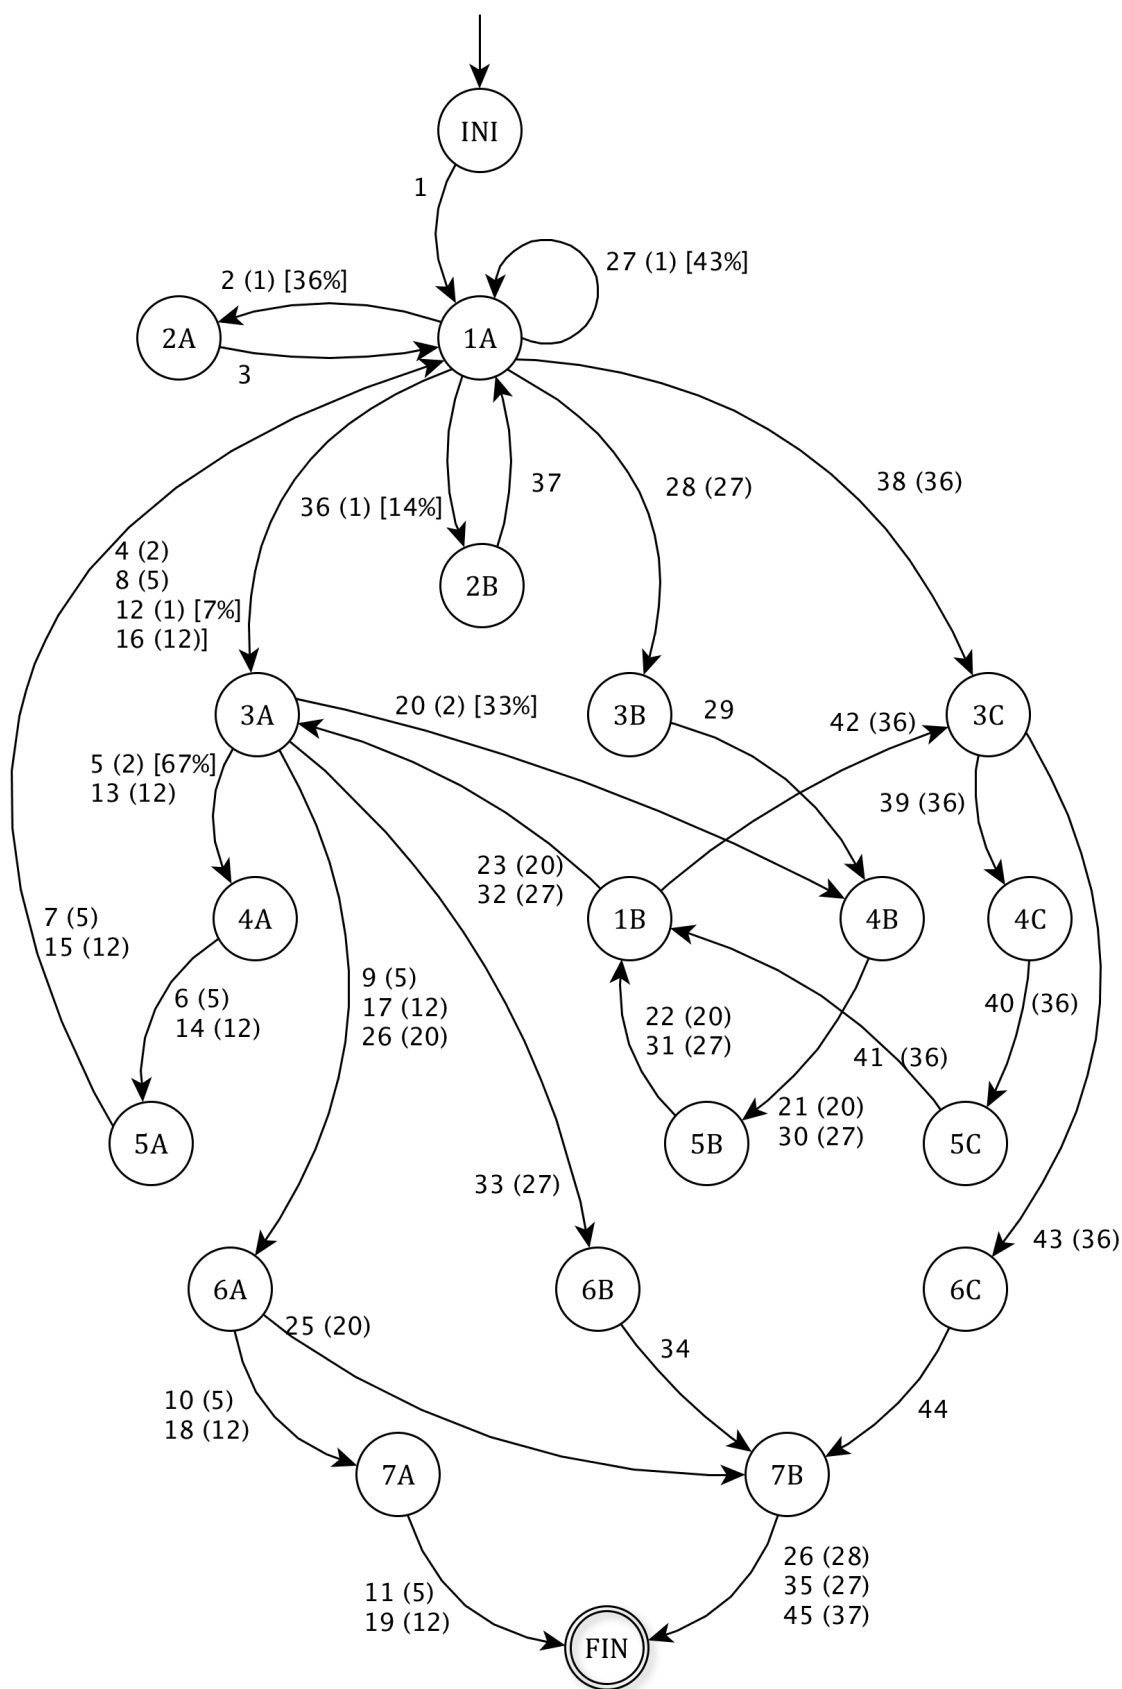 INI
1
27 (1) [43%]
2 (1) [36%]
2A
1A
3
38 (36)
28 (27)
37
36 (1) [14%]
4 (2)
8 (5)
12 (1) [7%]
16 (12)]
2B
20 (2) [33%]
29
3A
3B
42 (36)
3C
5 (2) [67%]
13 (12)
39 (36)
23 (20)
32 (27)
7 (5)
15 (12)
4A
1B
4B
4C
9 (5)
17 (12)
26 (20)
6 (5)
14 (12)
22 (20)
31 (27)
40 (36)
41 (36)
21 (20)
30 (27)
5A
5B
5C
33 (27)
43 (36)
6A
6B
6C
25 (20)
34
10 (5)
18 (12)
44
7A
7B
26 (28)
35 (27)
45 (37)
11 (5)
19 (12)
FIN